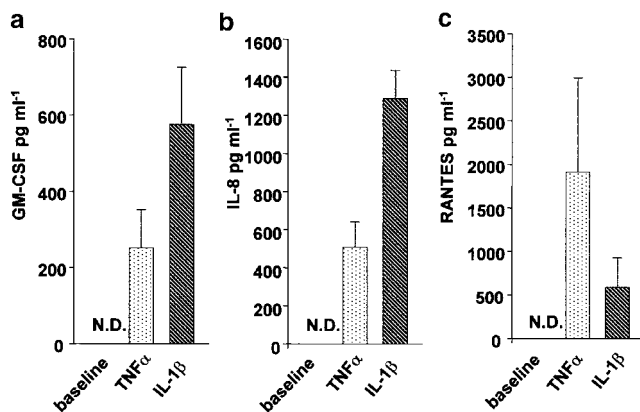 a
GM-CSF pg ml-1
800
600
400
200
0
N.D.
baseline
TNFα
IL-1β
b
IL-8 pg ml-1
1600
1400
1200
1000
800
600
400
200
0
N.D.
baseline
TNFα
IL-1β
c
RANTES pg ml-1
3500
3000
2500
2000
1500
1000
500
0
N.D.
baseline
TNFα
IL-1β